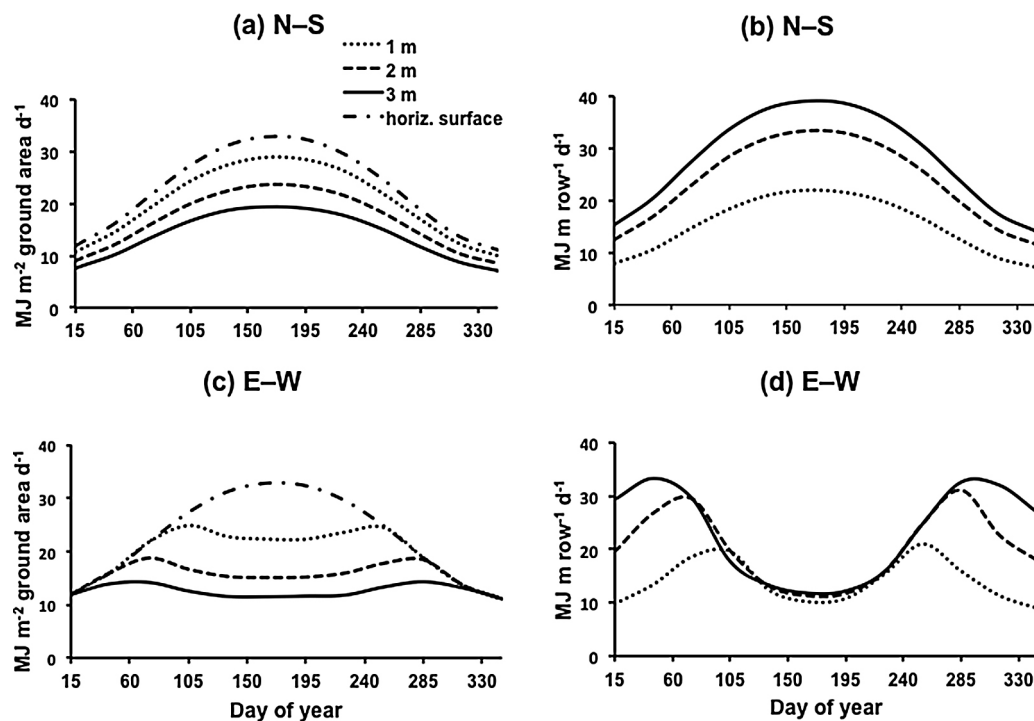 (a) N–S
1 m
2 m
3 m
horiz. surface
MJ m-2 ground area d-1
40
30
20
10
0
15 60 105 150 195 240 285 330
(b) N–S
MJ m row-1 d-1
40
30
20
10
0
15 60 105 150 195 240 285 330
(c) E–W
MJ m-2 ground area d-1
40
30
20
10
0
15 60 105 150 195 240 285 330
Day of year
(d) E–W
MJ m row-1 d-1
40
30
20
10
0
15 60 105 150 195 240 285 330
Day of year